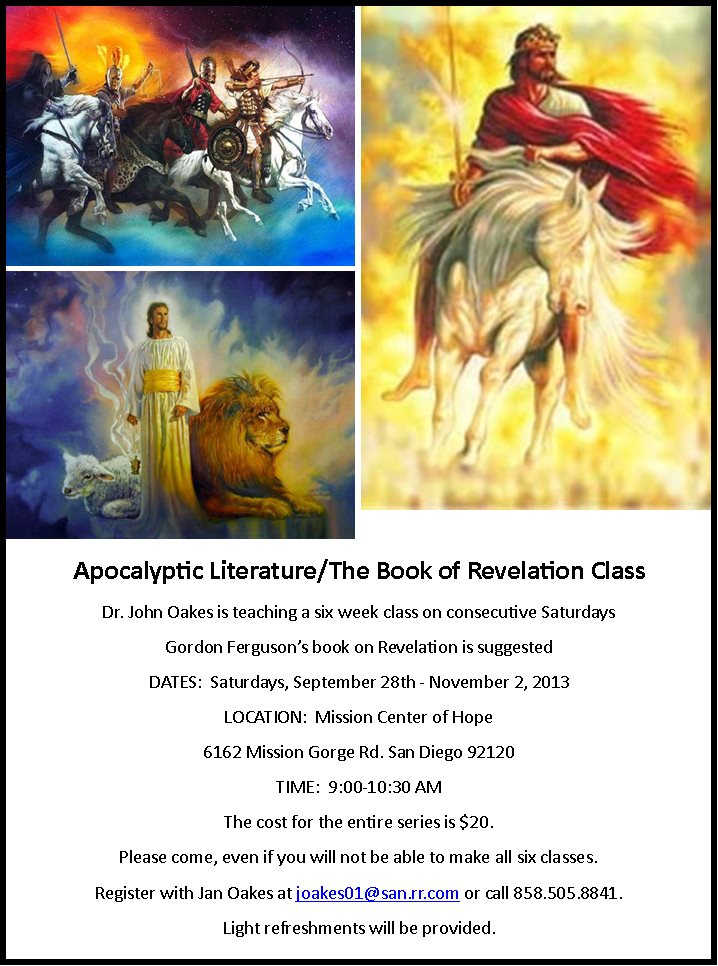 Apocalyptic Literature/The Book of Revelation Class
Dr. John Oakes is teaching a six week class on consecutive Saturdays
Gordon Ferguson’s book on Revelation is suggested
DATES:  Saturdays, September 28th - November 2, 2013
LOCATION:  Mission Center of Hope
6162 Mission Gorge Rd. San Diego 92120
TIME:  9:00-10:30 AM
The cost for the entire series is $20.
Please come, even if you will not be able to make all six classes.
Register with Jan Oakes at joakes01@san.rr.com or call 858.505.8841.
Light refreshments will be provided.